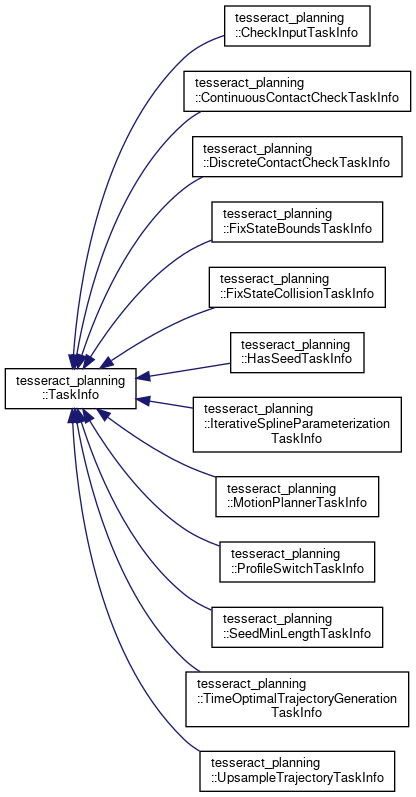 tesseract_planning
::CheckInputTaskInfo
tesseract_planning
::ContinuousContactCheckTaskInfo
tesseract_planning
::DiscreteContactCheckTaskInfo
tesseract_planning
::FixStateBoundsTaskInfo
tesseract_planning
::FixStateCollisionTaskInfo
tesseract_planning
::HasSeedTaskInfo
tesseract_planning
::TaskInfo
tesseract_planning
::IterativeSplineParameterization
TaskInfo
tesseract_planning
::MotionPlannerTaskInfo
tesseract_planning
::ProfileSwitchTaskInfo
tesseract_planning
::SeedMinLengthTaskInfo
tesseract_planning
::TimeOptimalTrajectoryGeneration
TaskInfo
tesseract_planning
::UpsampleTrajectoryTaskInfo